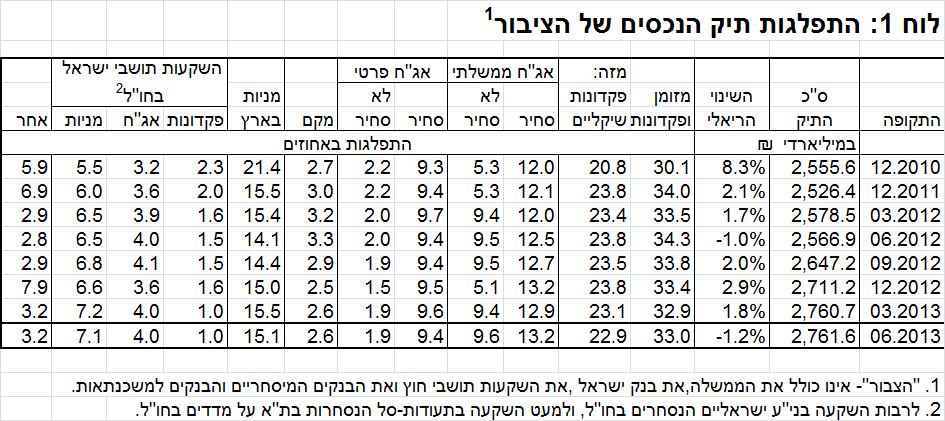 לוח 1: התפלגות תיק הנכסים של הציבור1
השקעות תושבי ישראל בחו"ל2
אג"ח פרטי
אג"ח ממשלתי
מזה:
התקופה ס"כ התיק השינוי הריאלי מזומן ופקדונות פקדונות שיקליים סחיר לא סחיר סחיר לא סחיר מקם מניות בארץ פקדונות אג"ח מניות אחר
במיליארדי ₪ התפלגות באחוזים
12.2010 2,555.6 8.3% 30.1 20.8 12.0 5.3 9.3 2.2 2.7 21.4 2.3 3.2 5.5 5.9
12.2011 2,526.4 2.1% 34.0 23.8 12.1 5.3 9.4 2.2 3.0 15.5 2.0 3.6 6.0 6.9
03.2012 2,578.5 1.7% 33.5 23.4 12.0 9.4 9.7 2.0 3.2 15.4 1.6 3.9 6.5 2.9
06.2012 2,566.9 -1.0% 34.3 23.8 12.5 9.5 9.4 2.0 3.3 14.1 1.5 4.0 6.5 2.8
09.2012 2,647.2 2.0% 33.8 23.5 12.7 9.5 9.4 1.9 2.9 14.4 1.5 4.1 6.8 2.9
12.2012 2,711.2 2.9% 33.4 23.8 13.2 5.1 9.5 1.5 2.5 15.0 1.6 3.6 6.6 7.9
03.2013 2,760.7 1.8% 32.9 23.1 12.9 9.4 9.6 1.9 2.6 15.5 1.0 4.0 7.2 3.2
06.2013 2,761.6 -1.2% 33.0 22.9 13.2 9.6 9.4 1.9 2.6 15.1 1.0 4.0 7.1 3.2
1. "הצבור"- אינו כולל את הממשלה,את בנק ישראל ,את השקעות תושבי חוץ ואת הבנקים המיסחריים והבנקים למשכנתאות.
2. לרבות השקעה בני"ע ישראליים הנסחרים בחו"ל, ולמעט השקעה בתעודות-סל הנסחרות בת"א על מדדים בחו"ל.